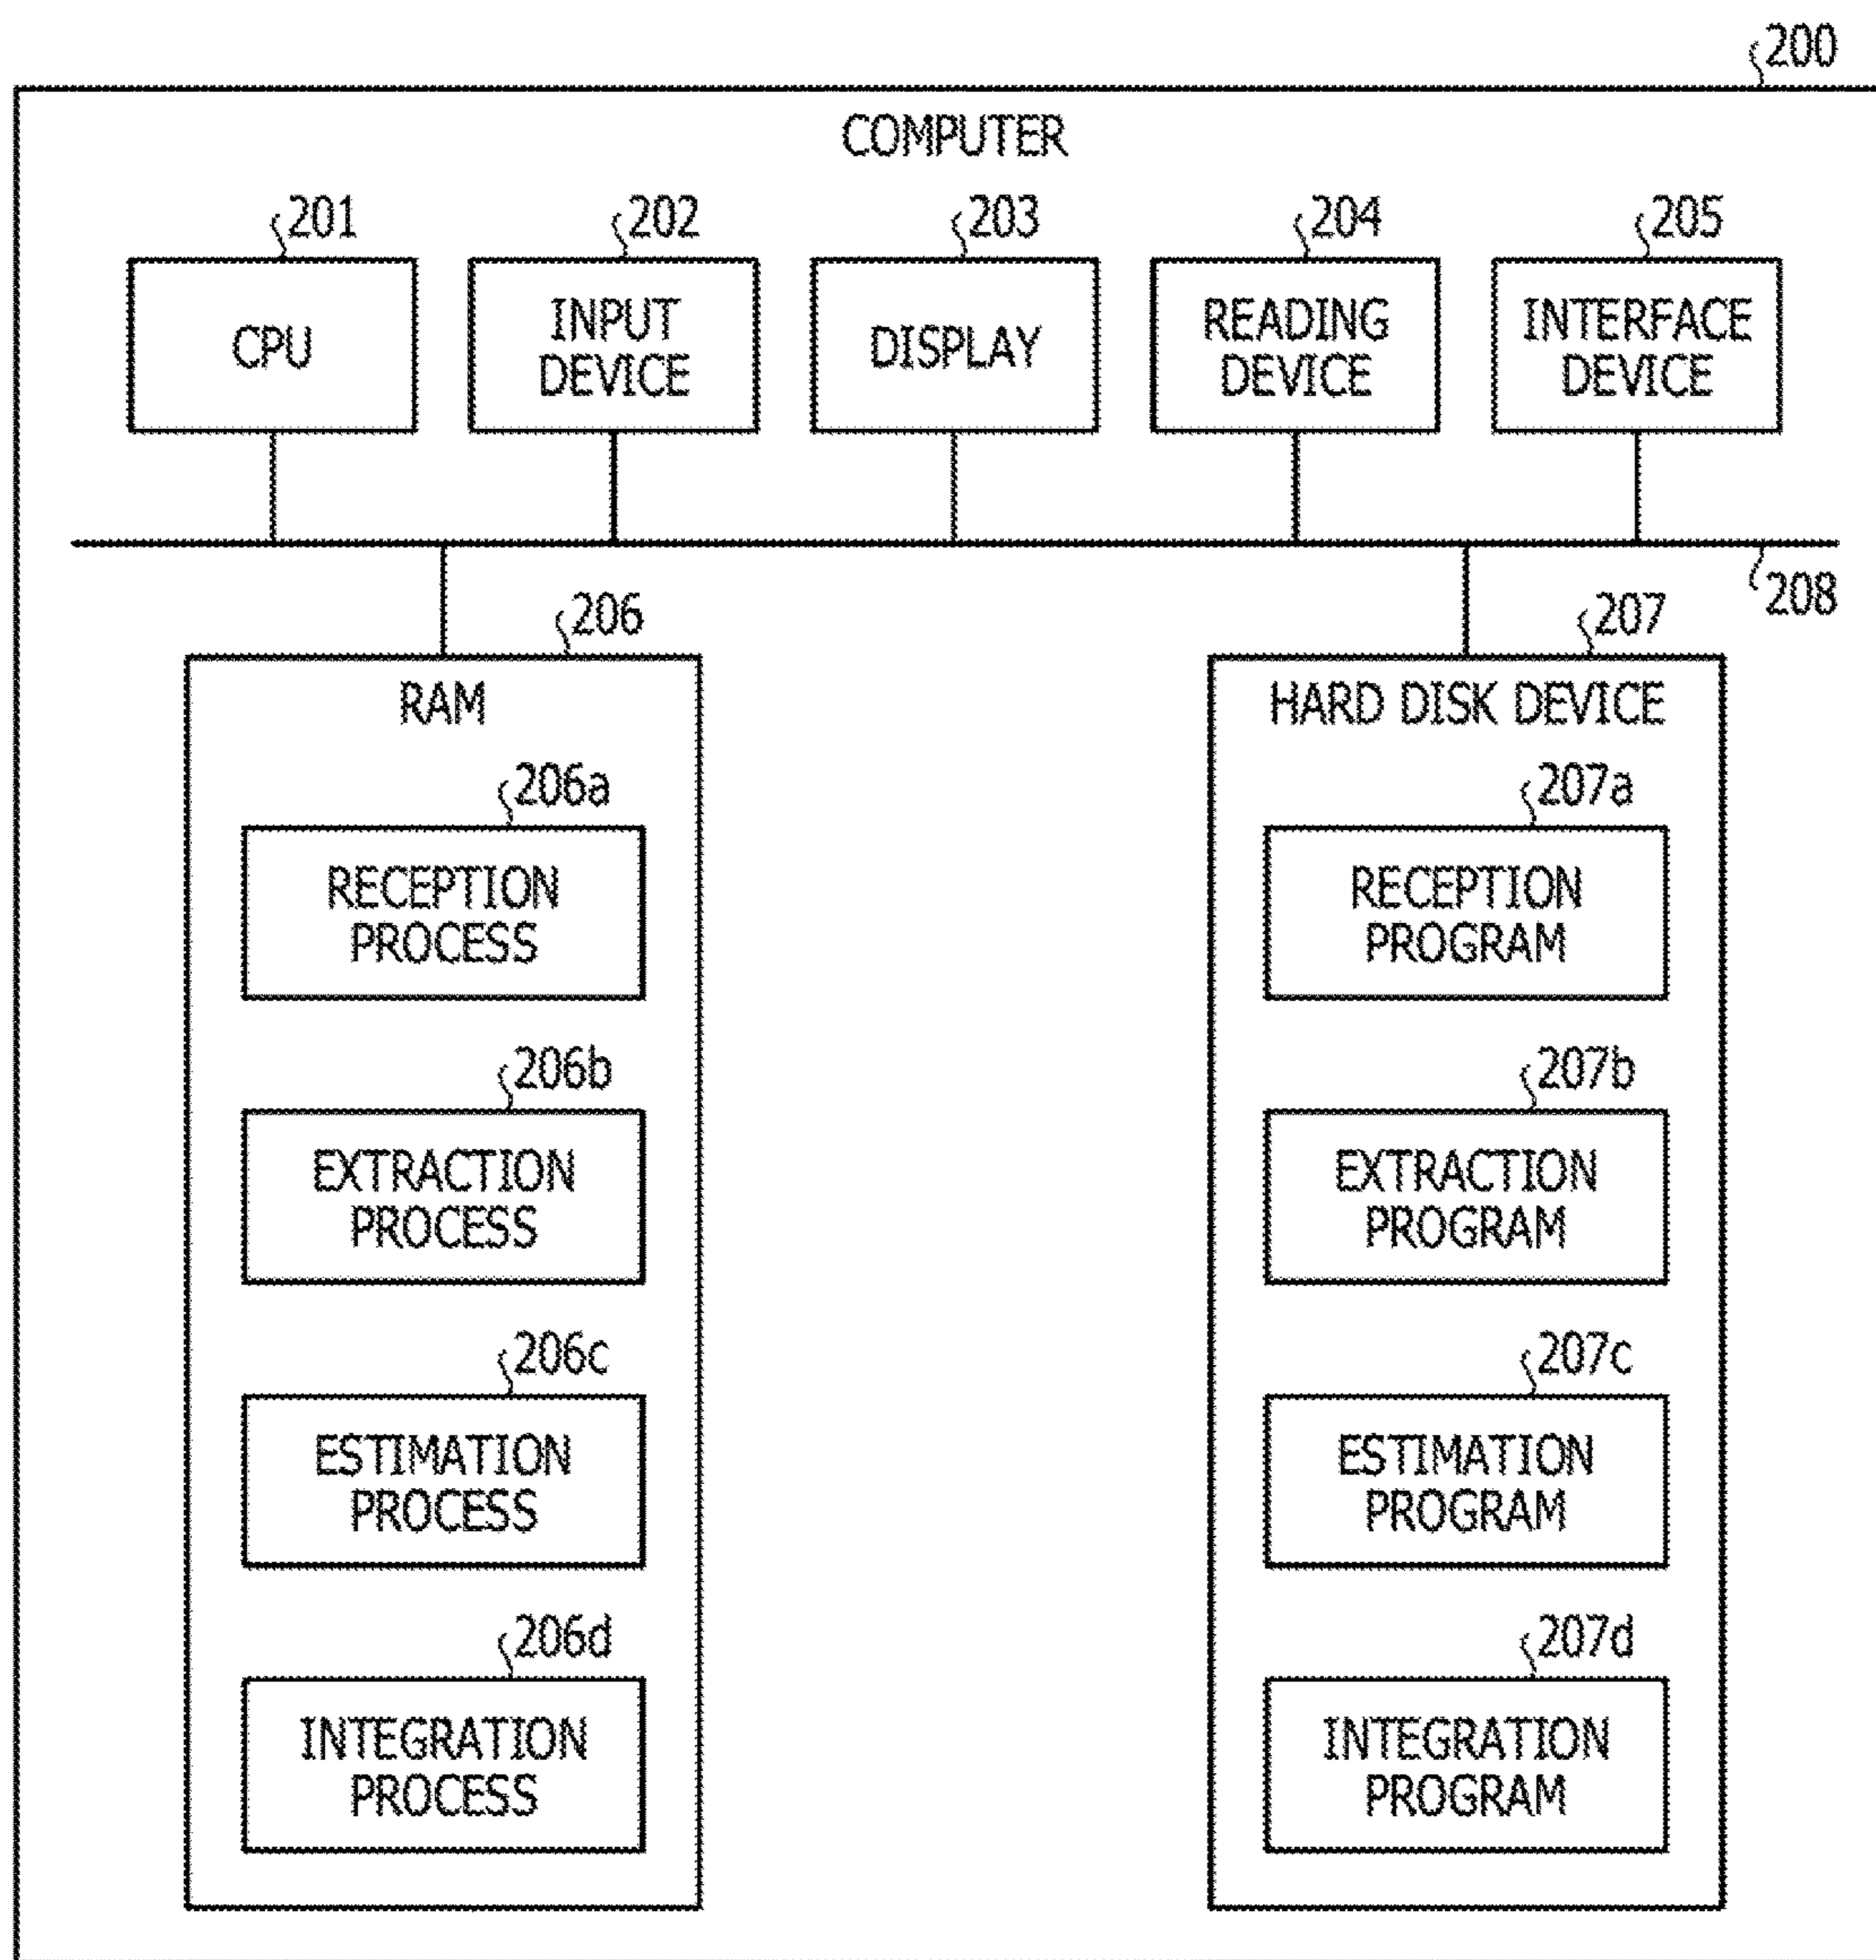 200
COMPUTER
201
202
203
204
205
CPU
INPUT
DEVICE
DISPLAY
READING
DEVICE
INTERFACE
DEVICE
208
206
207
RAM
HARD DISK DEVICE
206a
207a
RECEPTION
PROCESS
RECEPTION
PROGRAM
206b
207b
EXTRACTION
PROCESS
EXTRACTION
PROGRAM
206c
207c
ESTIMATION
PROCESS
ESTIMATION
PROGRAM
206d
207d
INTEGRATION
PROCESS
INTEGRATION
PROGRAM